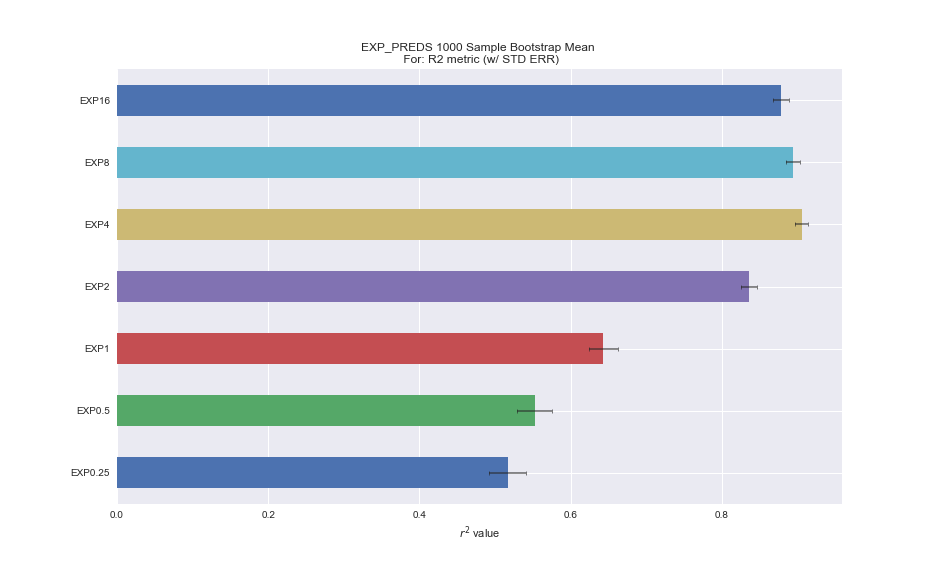 EXP_PREDS 1000 Sample Bootstrap Mean
For: R2 metric (w/ STD ERR)
EXP16
EXP8
EXP4
EXP2
EXP1
EXP0.5
EXP0.25
0.0 0.2 0.4 0.6 0.8
r² value